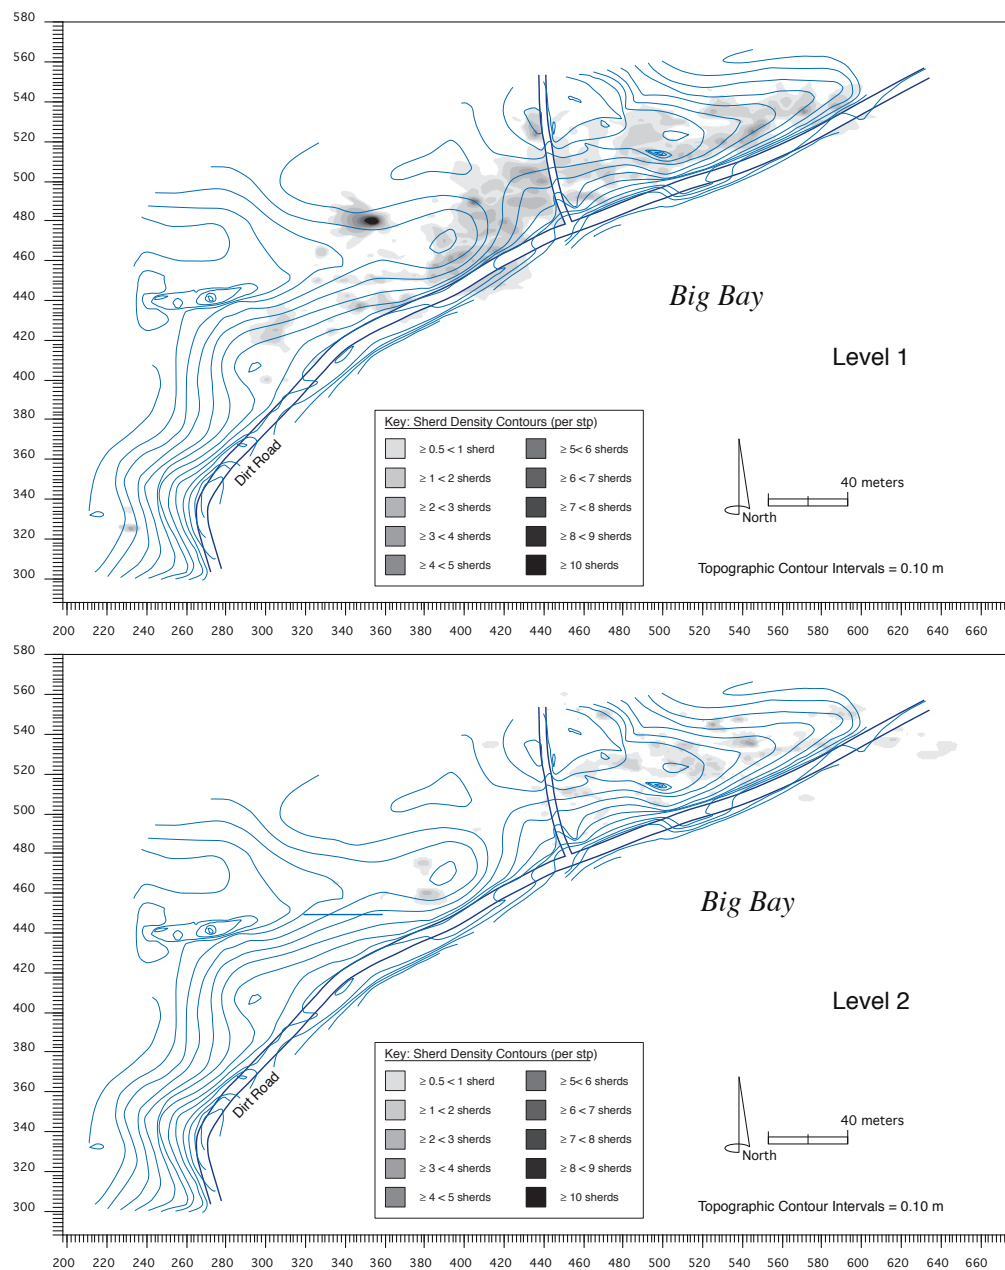 580
560
540
520
500
480
460
440
420
400
380
360
340
320
300
Big Bay
Level 1
Dirt Road
Key: Sherd Density Contours (per stp)
≥ 0.5 < 1 sherd ≥ 5< 6 sherds
≥ 1 < 2 sherds ≥ 6 < 7 sherds
≥ 2 < 3 sherds ≥ 7 < 8 sherds
≥ 3 < 4 sherds ≥ 8 < 9 sherds
≥ 4 < 5 sherds ≥ 10 sherds
40 meters
North
Topographic Contour Intervals = 0.10 m
200 220 240 260 280 300 320 340 360 380 400 420 440 460 480 500 520 540 560 580 600 620 640 660
580
560
540
520
500
480
460
440
420
400
380
360
340
320
300
Big Bay
Level 2
Dirt Road
Key: Sherd Density Contours (per stp)
≥ 0.5 < 1 sherd ≥ 5< 6 sherds
≥ 1 < 2 sherds ≥ 6 < 7 sherds
≥ 2 < 3 sherds ≥ 7 < 8 sherds
≥ 3 < 4 sherds ≥ 8 < 9 sherds
≥ 4 < 5 sherds ≥ 10 sherds
40 meters
North
Topographic Contour Intervals = 0.10 m
200 220 240 260 280 300 320 340 360 380 400 420 440 460 480 500 520 540 560 580 600 620 640 660